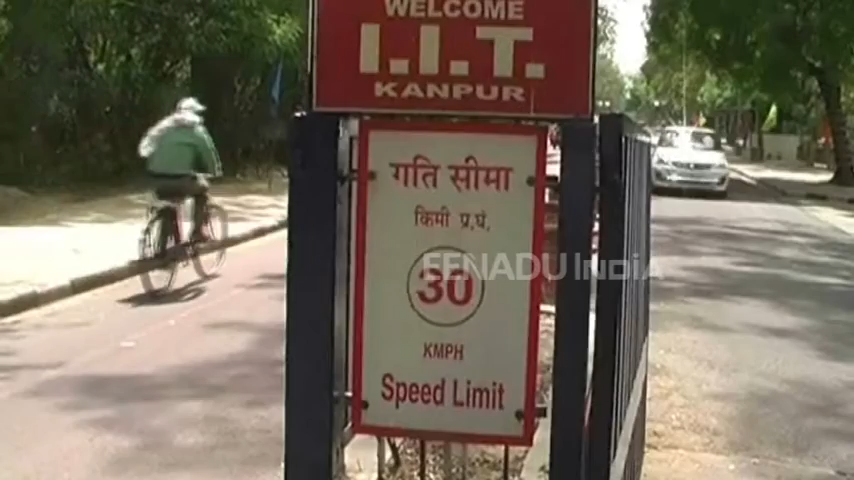 WELCOME
I.I.T.
KANPUR
गति सीमा
किमी प्र.घं.
30
KMPH
Speed Limit
EENADU India